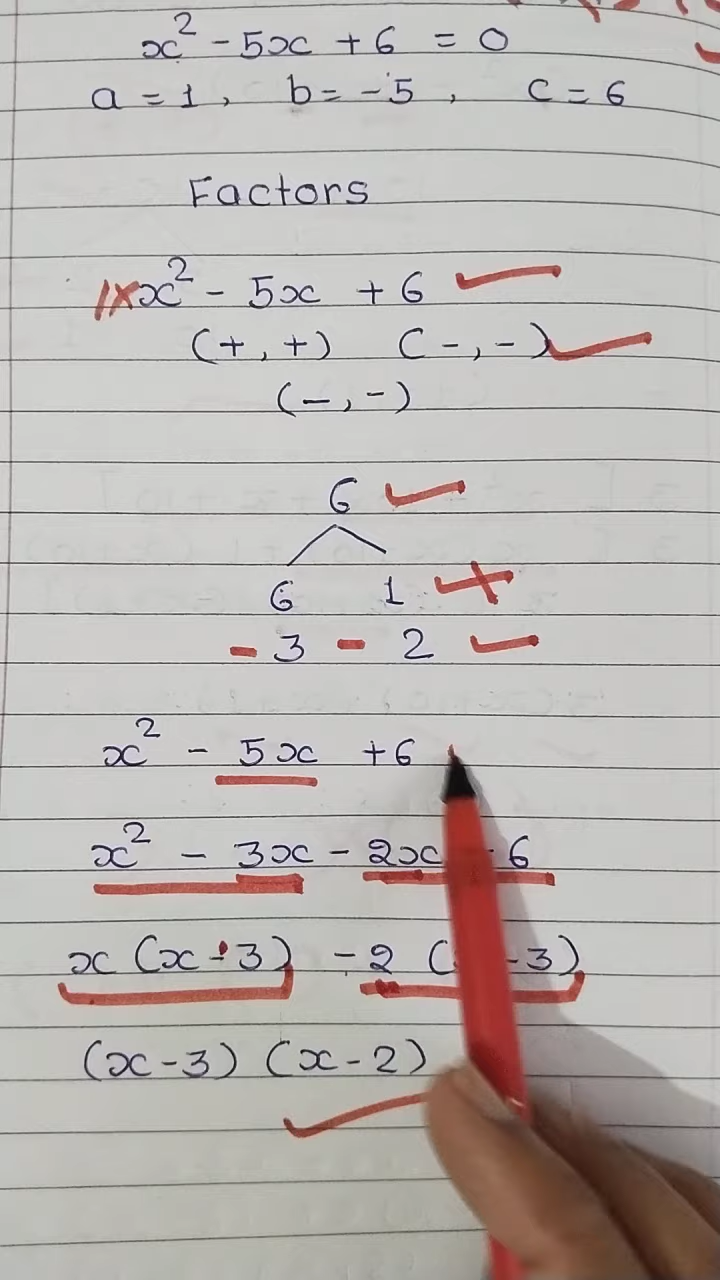 x² - 5x + 6 = 0
a = 1, b = -5, c = 6
Factors
1×x² - 5x + 6
(+,+) (-,-)
(-,-)
6
6 1
- 3 - 2
x² - 5x + 6
x² - 3x - 2x 6
x (x - 3) - 2 ( - 3)
(x - 3) (x - 2)